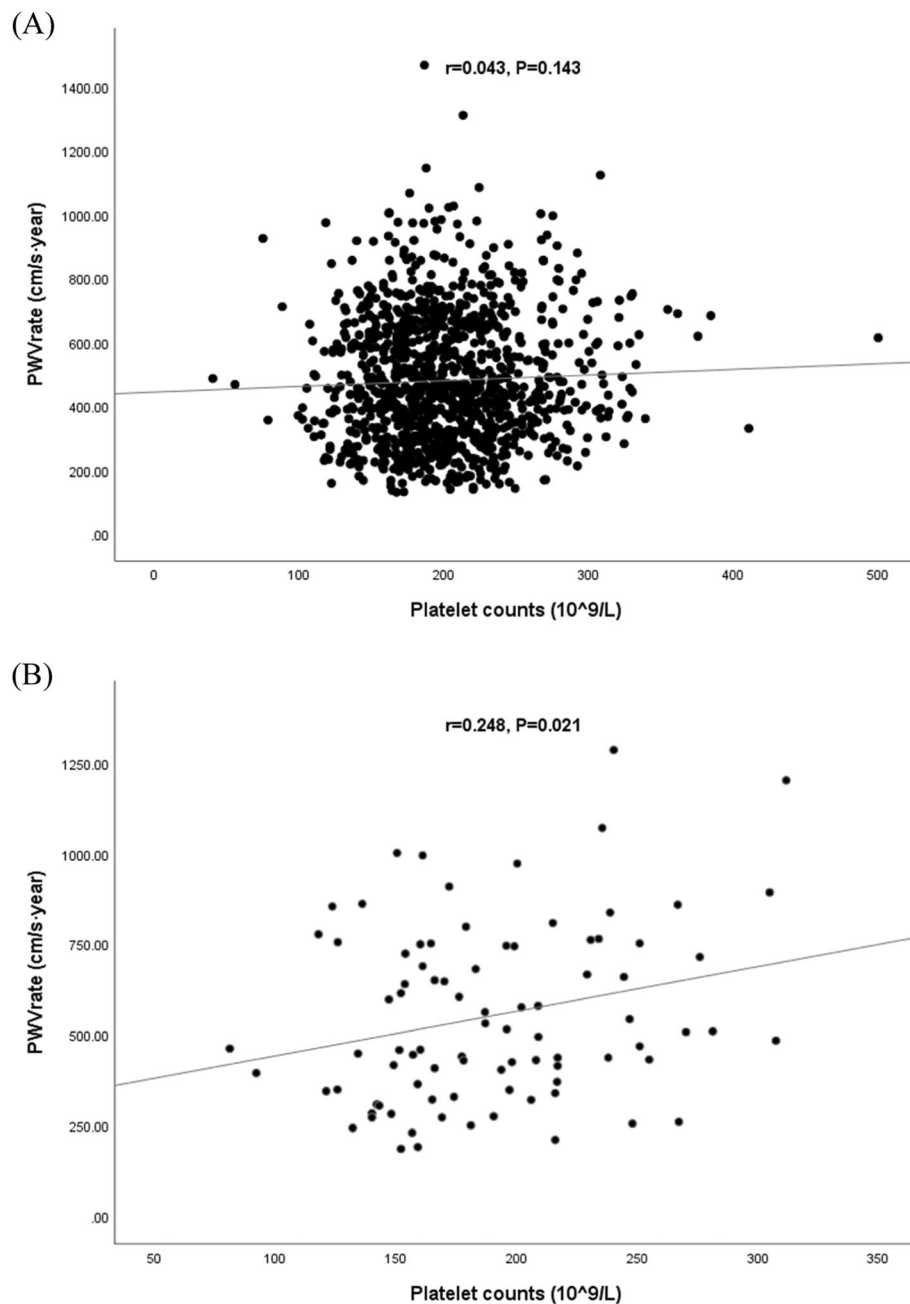 (A)
r=0.043, P=0.143
1400.00
1200.00
1000.00
800.00
600.00
400.00
200.00
.00
PWVrate (cm/s·year)
0 100 200 300 400 500
Platelet counts (10^9/L)
(B)
r=0.248, P=0.021
1250.00
1000.00
750.00
500.00
250.00
.00
PWVrate (cm/s·year)
50 100 150 200 250 300 350
Platelet counts (10^9/L)